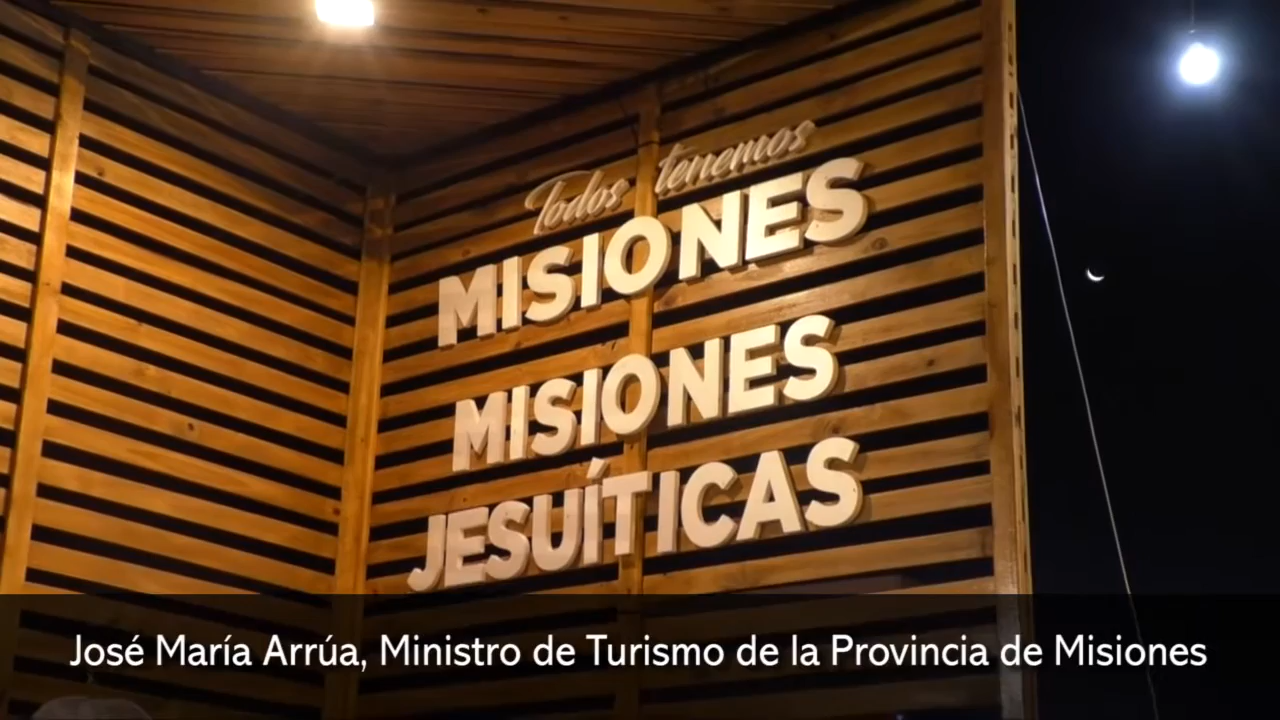 Todos tenemos
MISIONES
MISIONES
JESUÍTICAS
José María Arrúa, Ministro de Turismo de la Provincia de Misiones